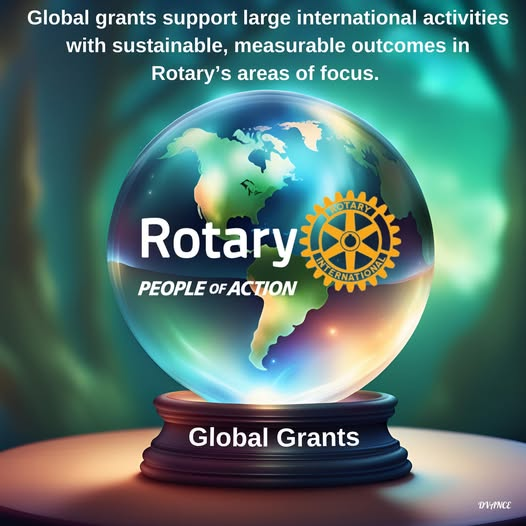 Global grants support large international activities
with sustainable, measurable outcomes in
Rotary’s areas of focus.
Rotary
ROTARY
INTERNATIONAL
PEOPLE OF ACTION
Global Grants
DVANCE